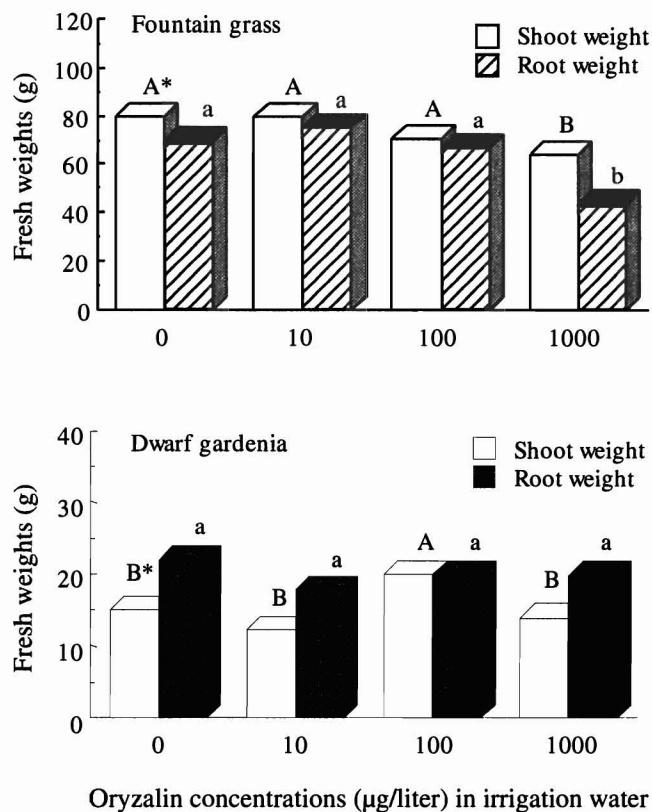 Fountain grass
Shoot weight
Root weight
Fresh weights (g)
120
100
80
60
40
20
0
A*
a
A
a
A
a
B
b
0
10
100
1000
Dwarf gardenia
Shoot weight
Root weight
Fresh weights (g)
40
30
20
10
0
B*
a
B
a
A
a
B
a
0
10
100
1000
Oryzalin concentrations (µg/liter) in irrigation water